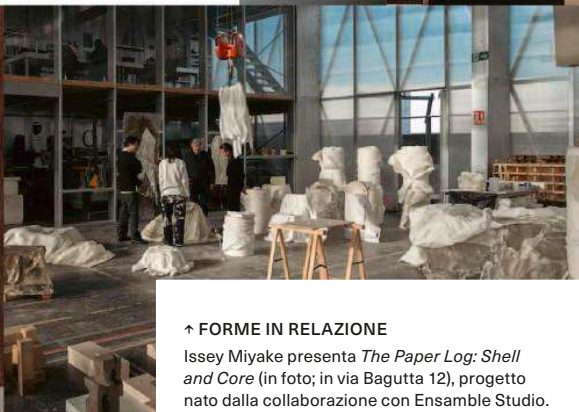 ↑ FORME IN RELAZIONE
Issey Miyake presenta The Paper Log: Shell
and Core (in foto; in via Bagutta 12), progetto
nato dalla collaborazione con Ensamble Studio.